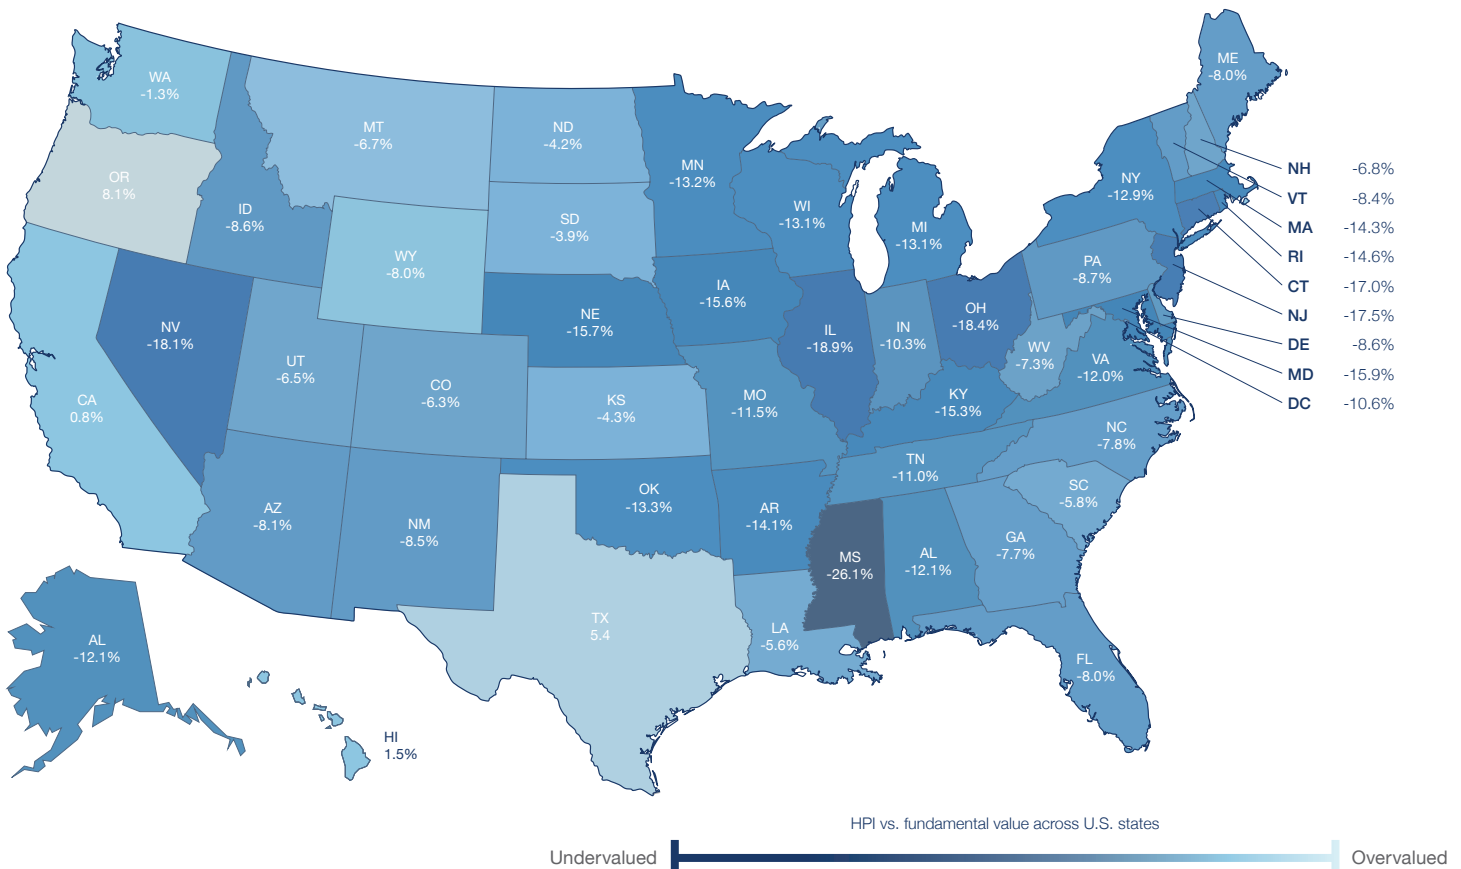 WA
-1.3%
OR
8.1%
CA
0.8%
NV
-18.1%
ID
-8.6%
MT
-6.7%
WY
-8.0%
UT
-6.5%
CO
-6.3%
AZ
-8.1%
NM
-8.5%
ND
-4.2%
SD
-3.9%
NE
-15.7%
KS
-4.3%
OK
-13.3%
TX
5.4
MN
-13.2%
IA
-15.6%
MO
-11.5%
AR
-14.1%
LA
-5.6%
WI
-13.1%
IL
-18.9%
MI
-13.1%
IN
-10.3%
OH
-18.4%
KY
-15.3%
TN
-11.0%
MS
-26.1%
AL
-12.1%
GA
-7.7%
FL
-8.0%
SC
-5.8%
NC
-7.8%
VA
-12.0%
WV
-7.3%
PA
-8.7%
NY
-12.9%
ME
-8.0%
NH -6.8%
VT -8.4%
MA -14.3%
RI -14.6%
CT -17.0%
NJ -17.5%
DE -8.6%
MD -15.9%
DC -10.6%
AL
-12.1%
HI
1.5%
HPI vs. fundamental value across U.S. states
Undervalued
Overvalued